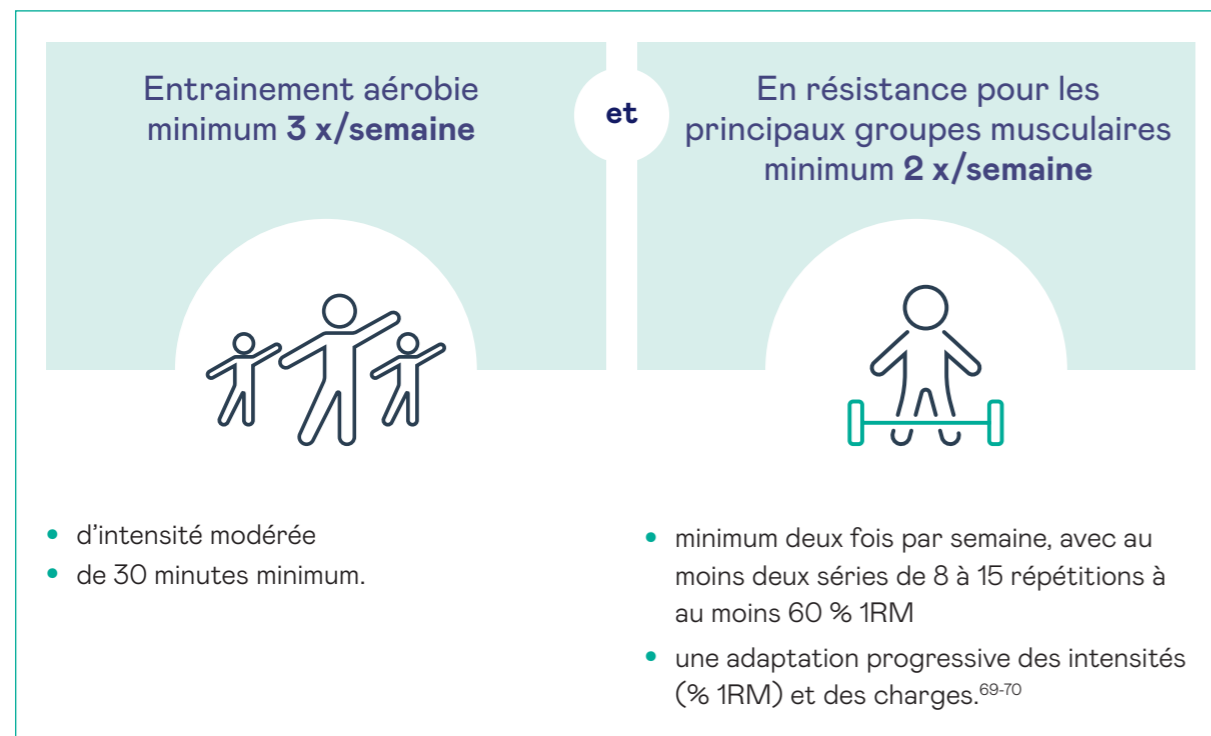 Entrainement aérobie
minimum 3 x/semaine
et
En résistance pour les
principaux groupes musculaires
minimum 2 x/semaine
• d'intensité modérée
• de 30 minutes minimum.
• minimum deux fois par semaine, avec au
moins deux séries de 8 à 15 répétitions à
au moins 60 % 1RM
• une adaptation progressive des intensités
(% 1RM) et des charges.69-70